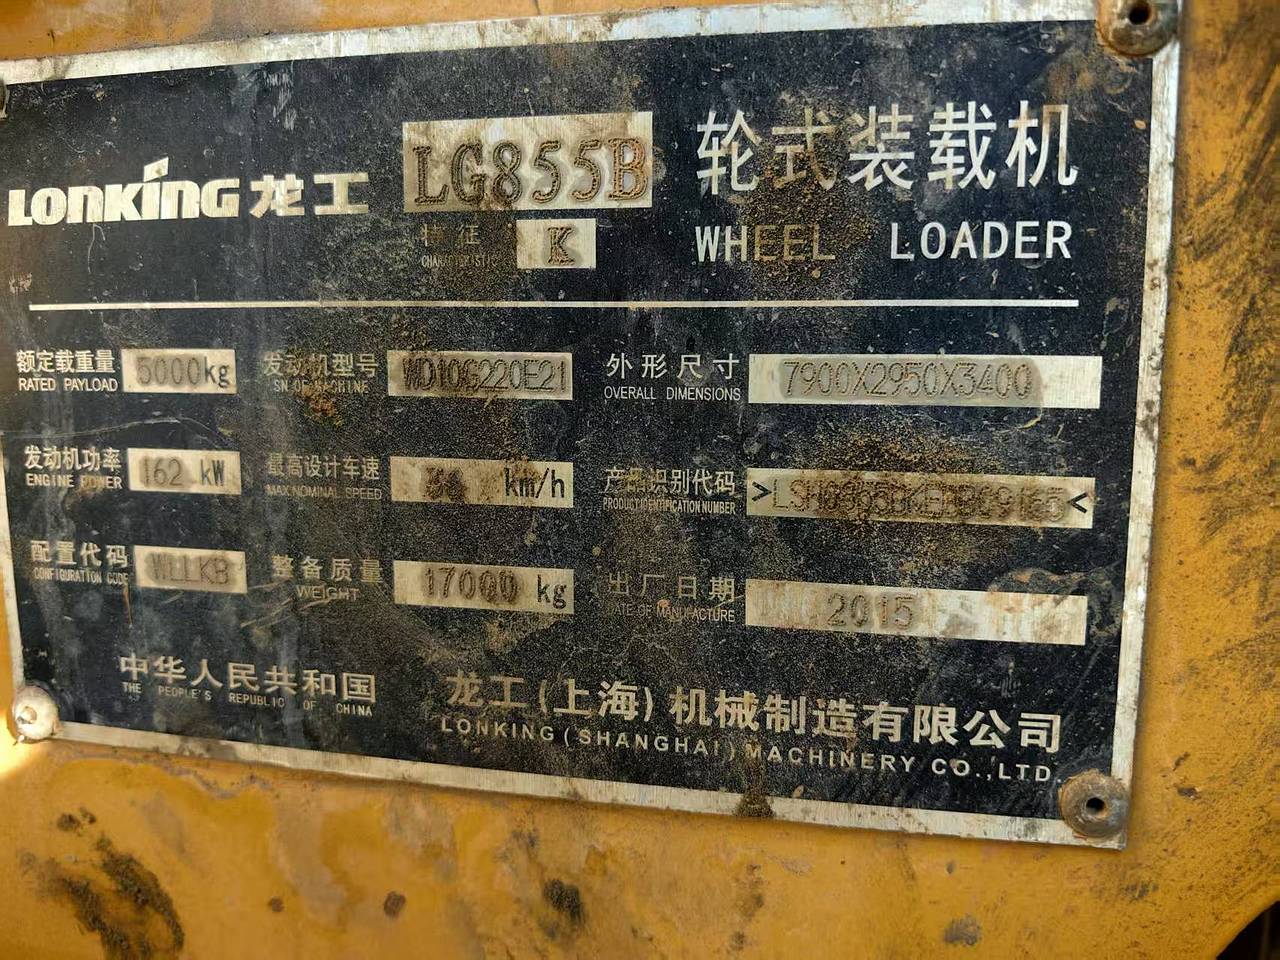 LONKING 龙工 LG855B 轮式装载机
特征 CHARACTERISTIC K WHEEL LOADER
额定载重量 5000kg 发动机型号 WD10G220E21 外形尺寸 7900X2950X3400
RATED PAYLOAD SN OF MACHINE OVERALL DIMENSIONS
发动机功率 162 kW 最高设计车速 km/h 产品识别代码
ENGINE POWER MAX NOMINAL SPEED PRODUCT IDENTIFICATION NUMBER
配置代码 WLLKB 整备质量 17000 kg 出厂日期 2015
CONFIGURATION CODE WEIGHT DATE OF MANUFACTURE
中华人民共和国 龙工(上海)机械制造有限公司
THE PEOPLE'S REPUBLIC OF CHINA LONKING (SHANGHAI) MACHINERY CO.,LTD.